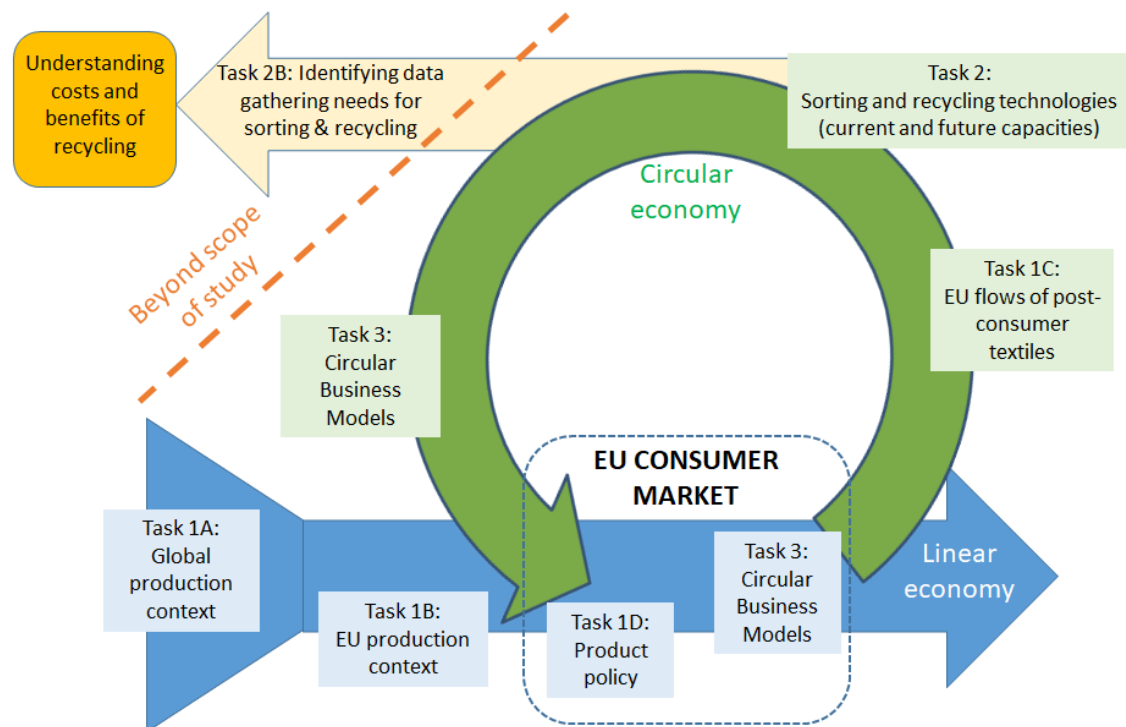 Understanding
costs and
benefits of
recycling
Task 2B: Identifying data
gathering needs for
sorting & recycling
Task 2:
Sorting and recycling technologies
(current and future capacities)
Circular
economy
Beyond scope
of study
Task 1C:
EU flows of post-
consumer
textiles
Task 3:
Circular
Business
Models
EU CONSUMER
MARKET
Task 1A:
Global
production
context
Task 1B:
EU production
context
Task 1D:
Product
policy
Task 3:
Circular
Business
Models
Linear
economy